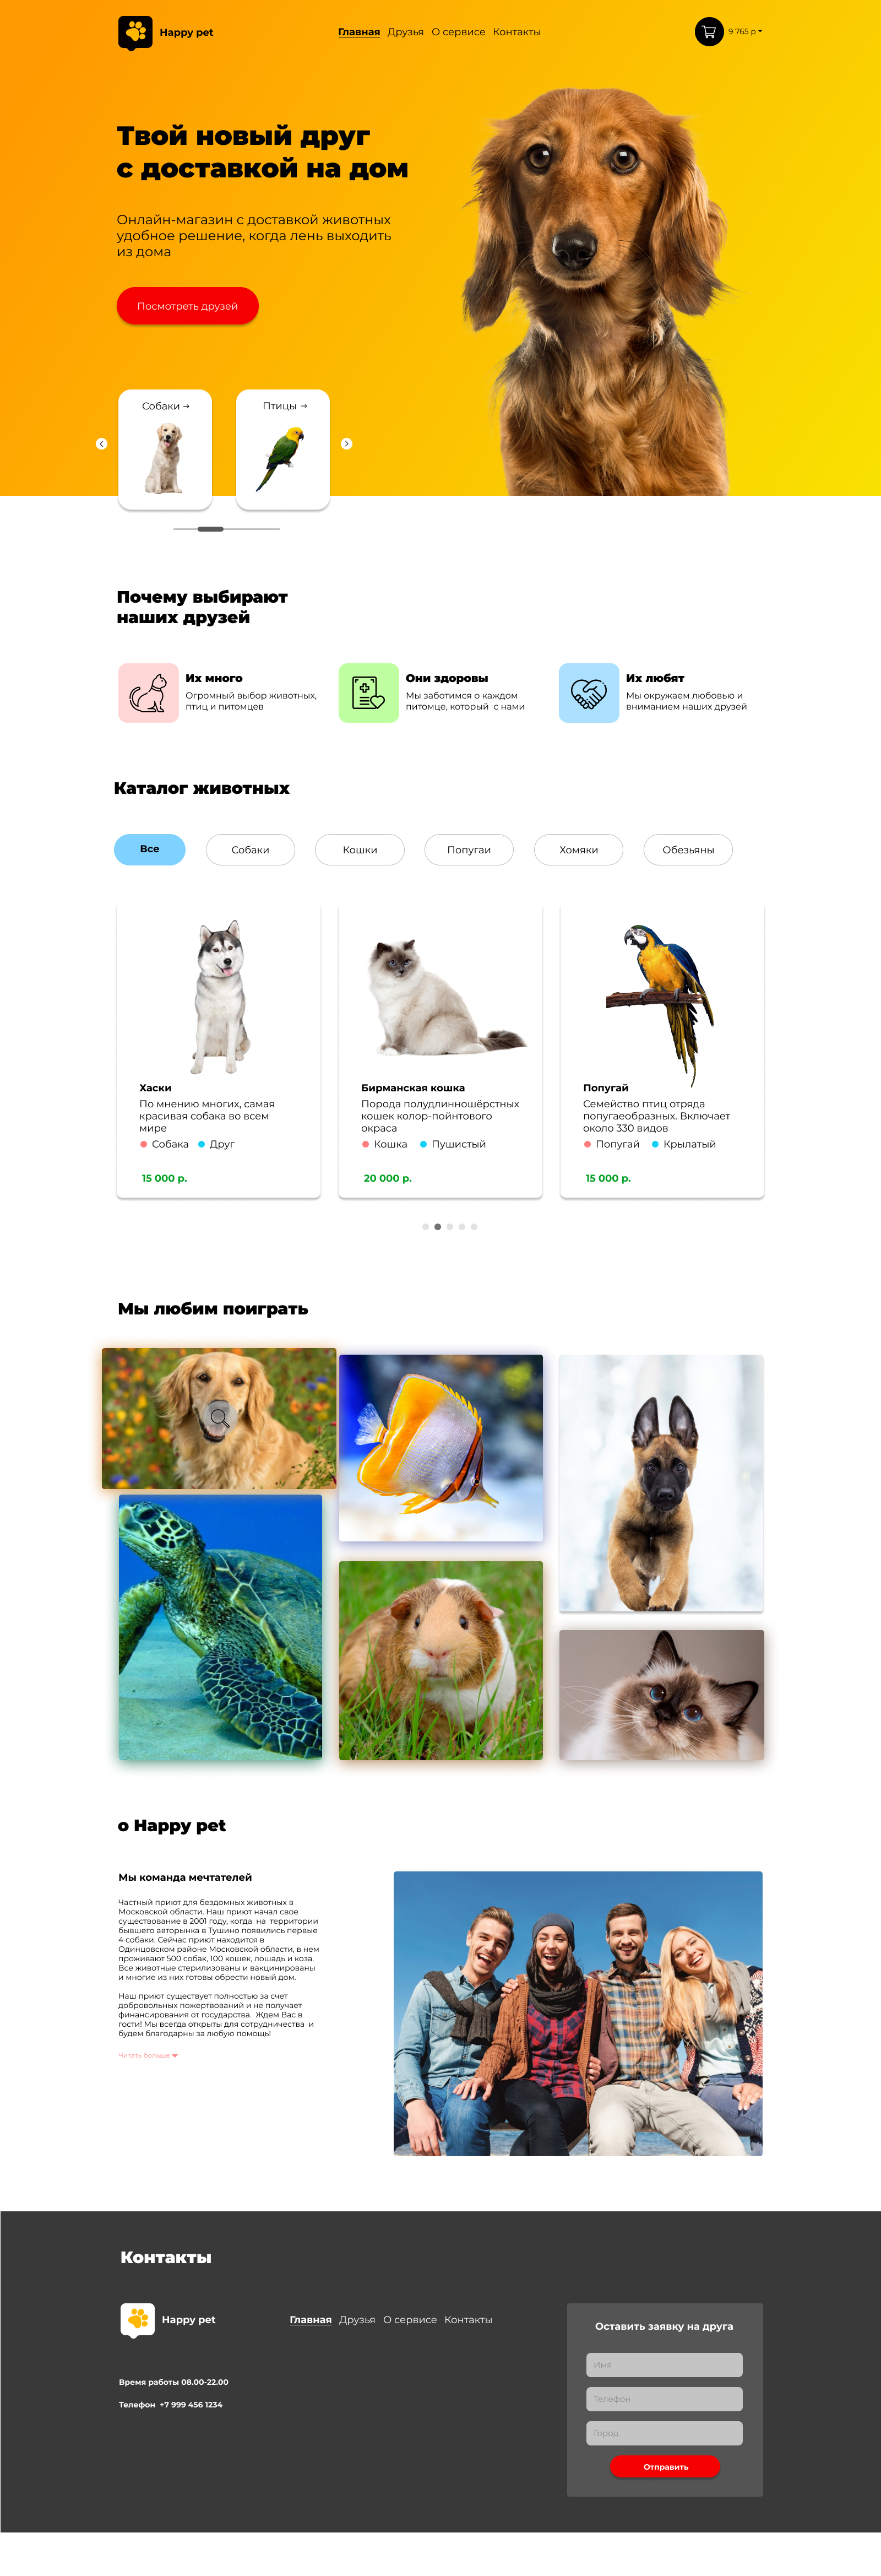 Happy pet
Главная Друзья О сервисе Контакты
9 765 р
Твой новый друг
с доставкой на дом
Онлайн-магазин с доставкой животных
удобное решение, когда лень выходить
из дома
Посмотреть друзей
Собаки →
Птицы →
Почему выбирают
наших друзей
Их много
Огромный выбор животных,
птиц и питомцев
Они здоровы
Мы заботимся о каждом
питомце, который с нами
Их любят
Мы окружаем любовью и
вниманием наших друзей
Каталог животных
Все
Собаки
Кошки
Попугаи
Хомяки
Обезьяны
Хаски
По мнению многих, самая
красивая собака во всем
мире
Собака Друг
15 000 р.
Бирманская кошка
Порода полудлинношёрстных
кошек колор-пойнтового
окраса
Кошка Пушистый
20 000 р.
Попугай
Семейство птиц отряда
попугаеобразных. Включает
около 330 видов
Попугай Крылатый
15 000 р.
Мы любим поиграть
о Happy pet
Мы команда мечтателей
Частный приют для бездомных животных в
Московской области. Наш приют начал свое
существование в 2001 году, когда на территории
бывшего авторынка в Тушино появились первые
4 собаки. Сейчас приют находится в
Одинцовском районе Московской области, в нем
проживают 500 собак, 100 кошек, лошадь и коза.
Все животные стерилизованы и вакцинированы
и многие из них готовы обрести новый дом.
Наш приют существует полностью за счет
добровольных пожертвований и не получает
финансирования от государства. Ждем Вас в
гости! Мы всегда открыты для сотрудничества и
будем благодарны за любую помощь!
Читать больше
Контакты
Happy pet
Главная Друзья О сервисе Контакты
Время работы 08.00-22.00
Телефон +7 999 456 1234
Оставить заявку на друга
Имя
Телефон
Город
Отправить